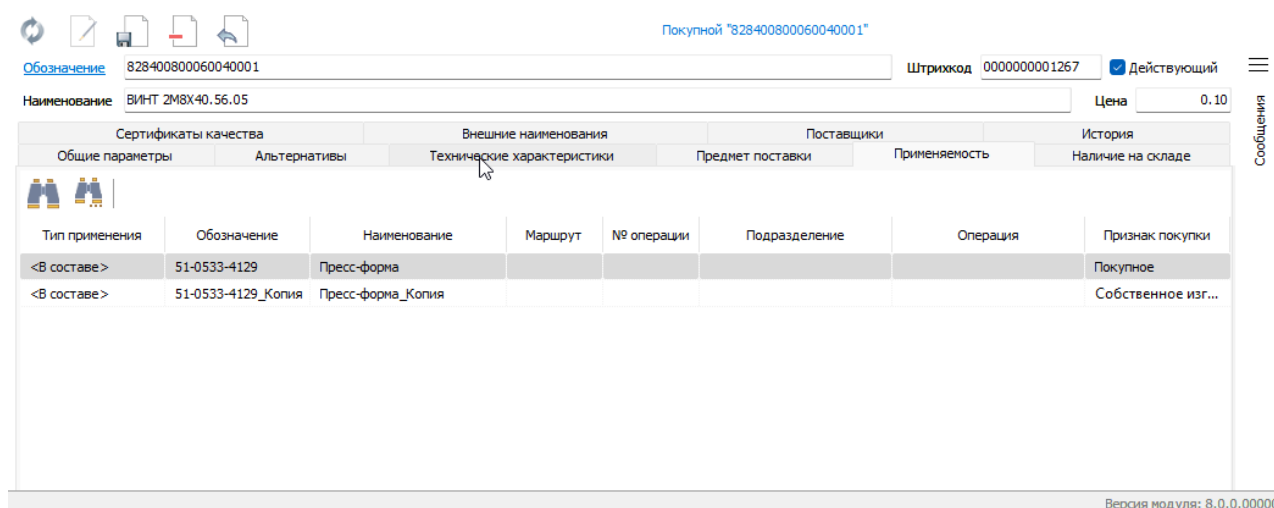 Покупной "828400800060040001"
Обозначение 828400800060040001 Штрихкод 0000000001267 Действующий
Наименование ВИНТ 2М8Х40.56.05 Цена 0.10
Сообщения
Сертификаты качества Внешние наименования Поставщики История
Общие параметры Альтернативы Технические характеристики Предмет поставки Применяемость Наличие на складе
Тип применения Обозначение Наименование Маршрут № операции Подразделение Операция Признак покупки
<В составе> 51-0533-4129 Пресс-форма Покупное
<В составе> 51-0533-4129_Копия Пресс-форма_Копия Собственное изг...
Версия модуля: 8.0.0.00000